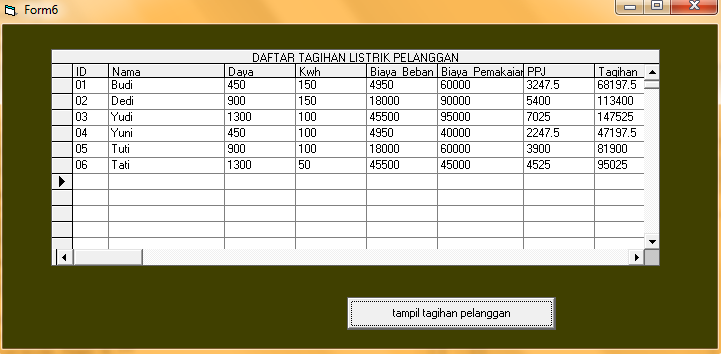 Form6
DAFTAR TAGIHAN LISTRIK PELANGGAN
ID Nama Daya Kwh Biaya Beban Biaya Pemakaian PPJ Tagihan
01 Budi 450 150 4950 60000 3247.5 68197.5
02 Dedi 900 150 18000 90000 5400 113400
03 Yudi 1300 100 45500 95000 7025 147525
04 Yuni 450 100 4950 40000 2247.5 47197.5
05 Tuti 900 100 18000 60000 3900 81900
06 Tati 1300 50 45500 45000 4525 95025
tampil tagihan pelanggan